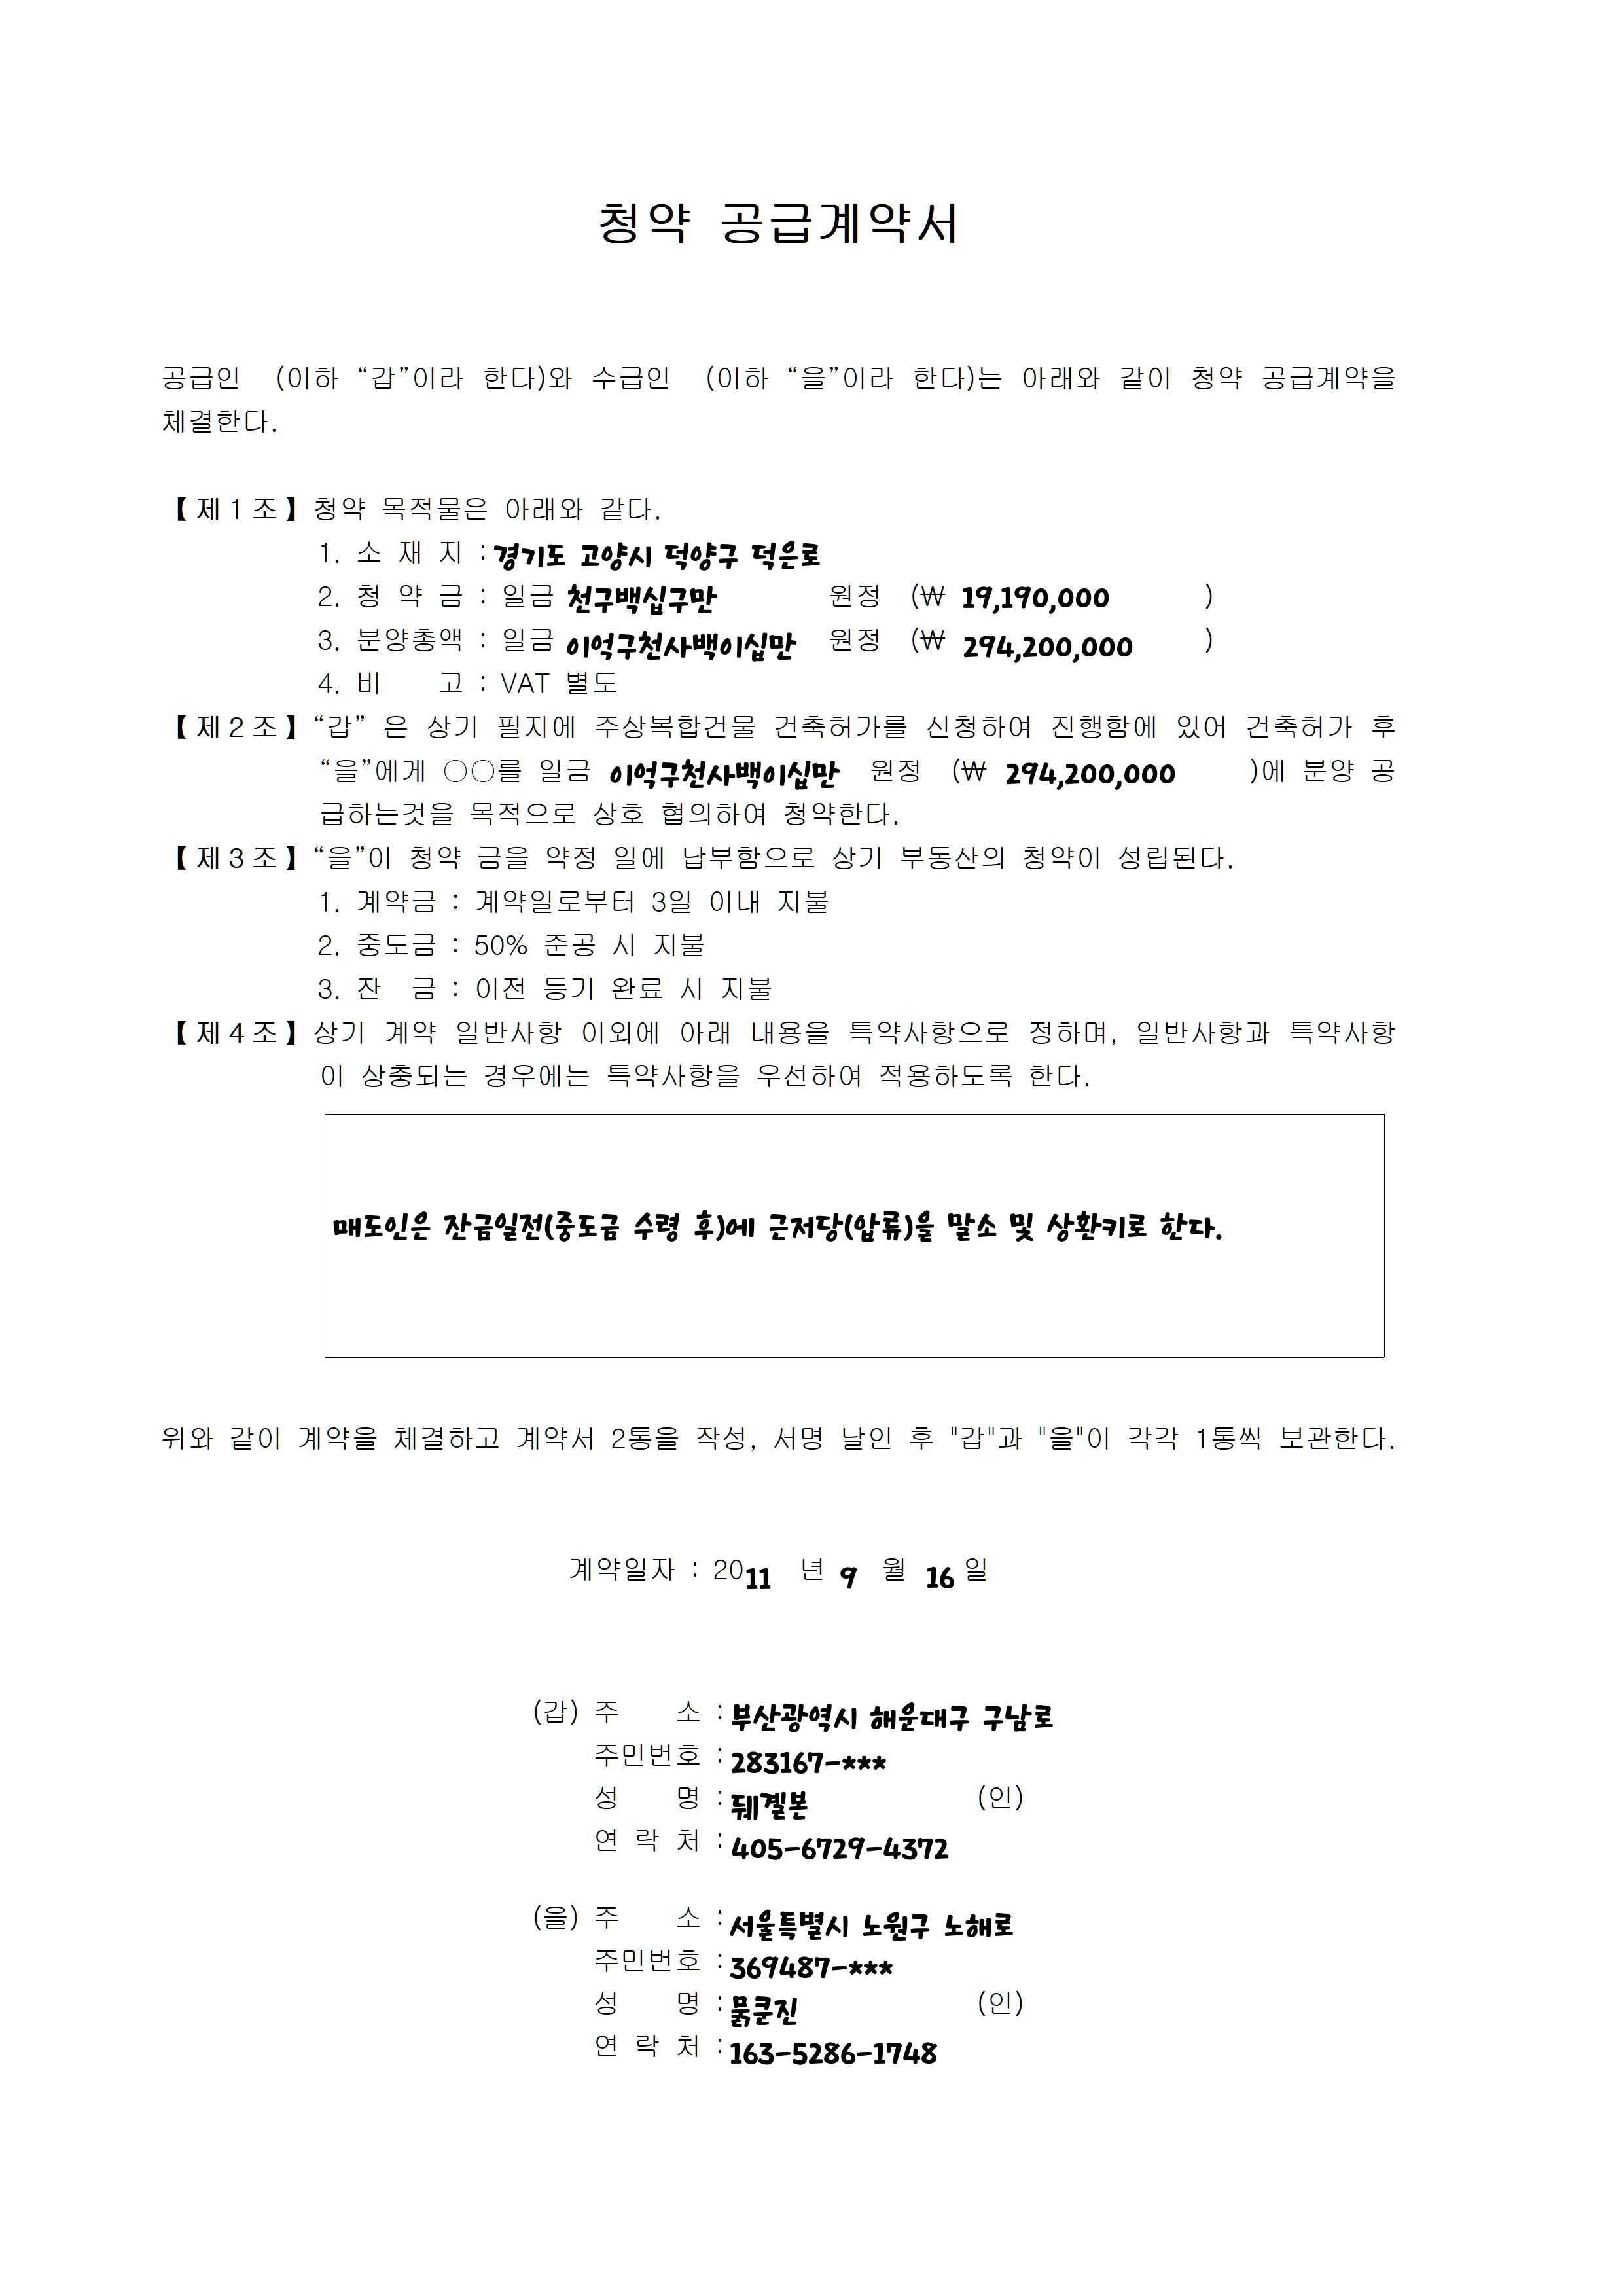 청약 공급계약서
공급인 (이하 “갑”이라 한다)와 수급인 (이하 “을”이라 한다)는 아래와 같이 청약 공급계약을
체결한다.
【제1조】청약 목적물은 아래와 같다.
1. 소 재 지 : 경기도 고양시 덕양구 덕은로
2. 청 약 금 : 일금 천구백십구만 원정 (₩ 19,190,000 )
3. 분양총액 : 일금 이억구천사백이십만 원정 (₩ 294,200,000 )
4. 비 고 : VAT 별도
【제2조】“갑” 은 상기 필지에 주상복합건물 건축허가를 신청하여 진행함에 있어 건축허가 후
“을”에게 ○○를 일금 이억구천사백이십만 원정 (₩ 294,200,000 )에 분양 공
급하는것을 목적으로 상호 협의하여 청약한다.
【제3조】“을”이 청약 금을 약정 일에 납부함으로 상기 부동산의 청약이 성립된다.
1. 계약금 : 계약일로부터 3일 이내 지불
2. 중도금 : 50% 준공 시 지불
3. 잔 금 : 이전 등기 완료 시 지불
【제4조】상기 계약 일반사항 이외에 아래 내용을 특약사항으로 정하며, 일반사항과 특약사항
이 상충되는 경우에는 특약사항을 우선하여 적용하도록 한다.
매도인은 잔금일전(중도금 수령 후)에 근저당(압류)을 말소 및 상환키로 한다.
위와 같이 계약을 체결하고 계약서 2통을 작성, 서명 날인 후 "갑"과 "을"이 각각 1통씩 보관한다.
계약일자 : 2011 년 9 월 16 일
(갑) 주 소 : 부산광역시 해운대구 구남로
주민번호 : 283167-***
성 명 : 뒈곌본 (인)
연 락 처 : 405-6729-4372
(을) 주 소 : 서울특별시 노원구 노해로
주민번호 : 369487-***
성 명 : 묽쿤진 (인)
연 락 처 : 163-5286-1748